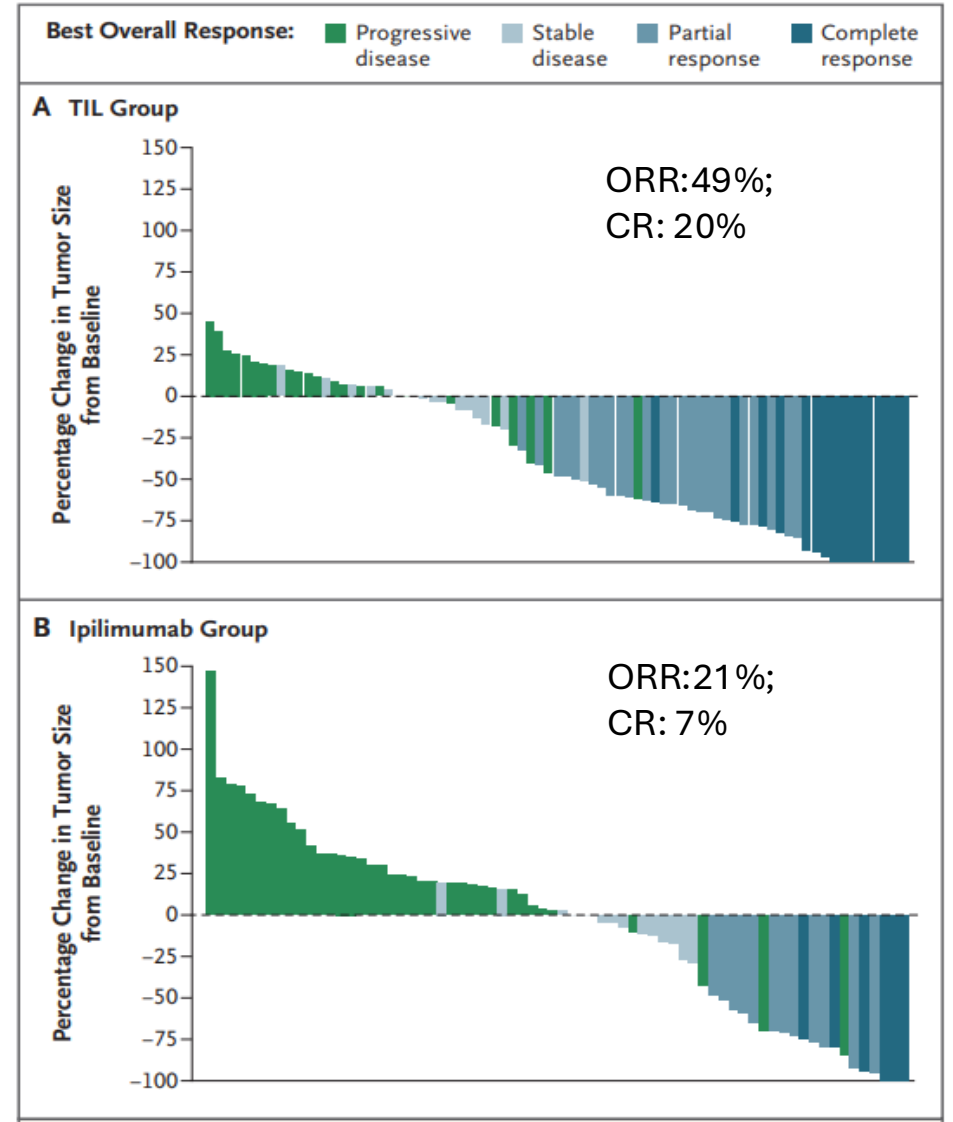 Best Overall Response:
Progressive disease
Stable disease
Partial response
Complete response
A TIL Group
Percentage Change in Tumor Size
from Baseline
150
125
100
75
50
25
0
−25
−50
−75
−100
ORR:49%;
CR: 20%
B Ipilimumab Group
Percentage Change in Tumor Size
from Baseline
150
125
100
75
50
25
0
−25
−50
−75
−100
ORR:21%;
CR: 7%